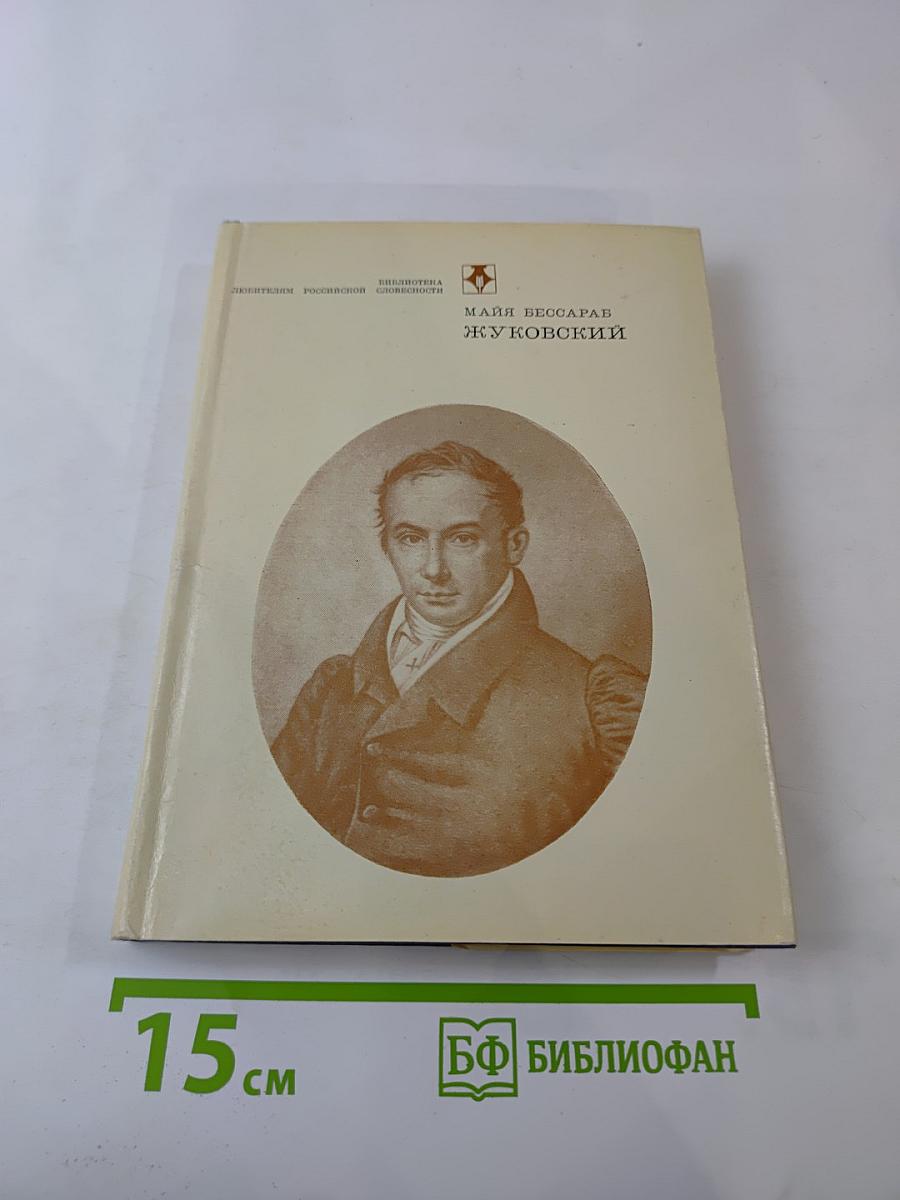 БИБЛИОТЕКА
ЛЮБИТЕЛЯМ РОССИЙСКОЙ СЛОВЕСНОСТИ
МАЙЯ БЕССАРАБ
ЖУКОВСКИЙ
15 см
БФ БИБЛИОФАН